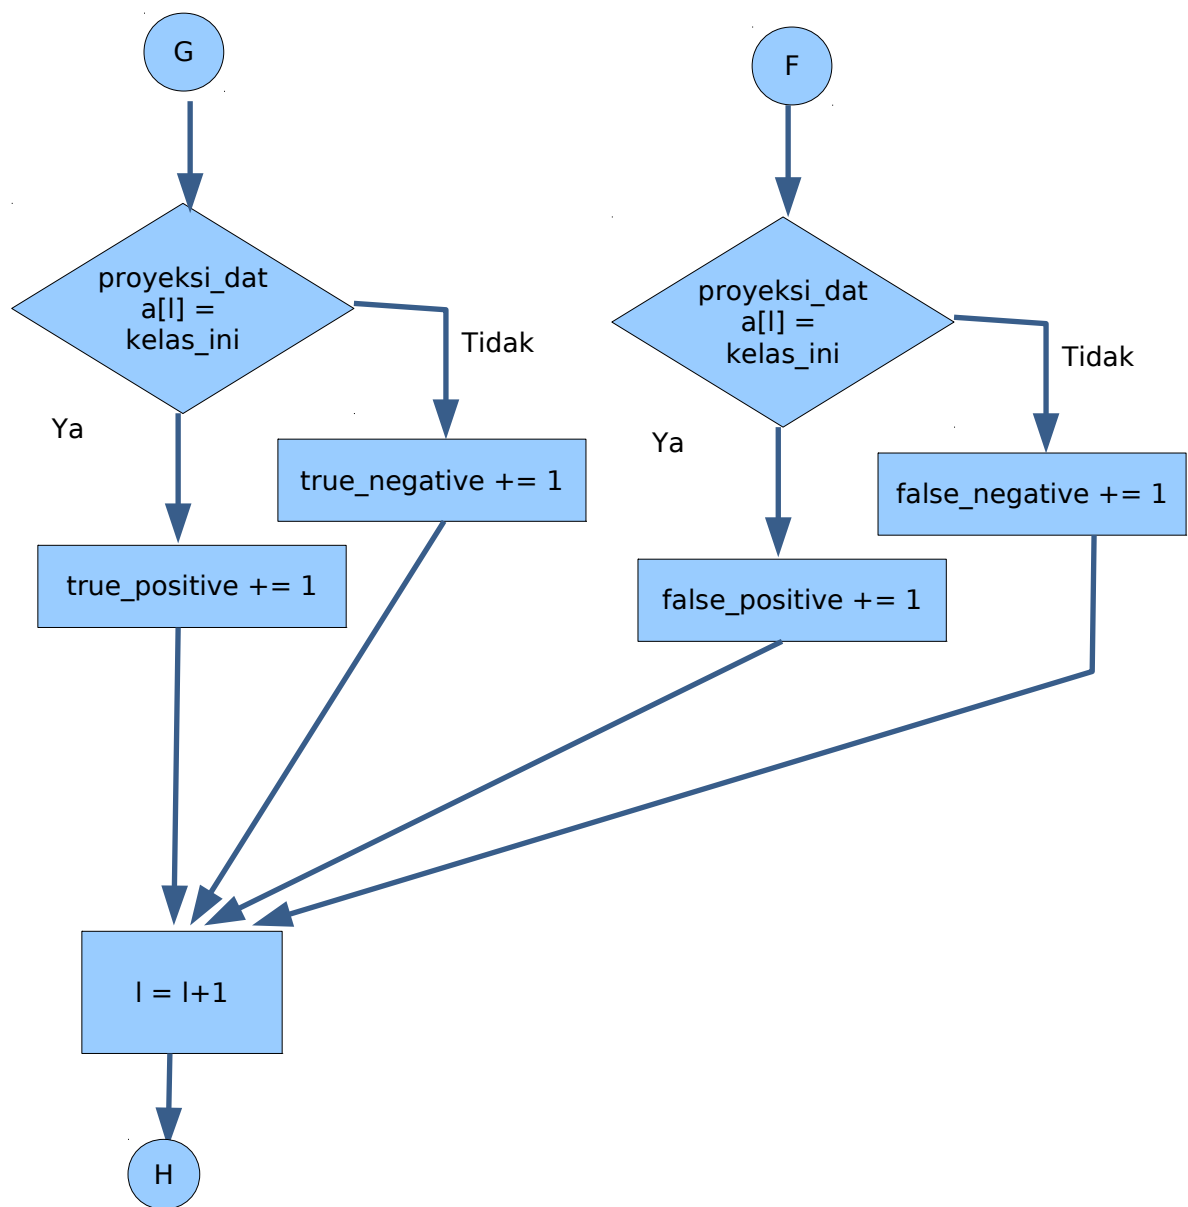 G
F
proyeksi_dat
a[l] =
kelas_ini
Tidak
Ya
proyeksi_dat
a[l] =
kelas_ini
Tidak
Ya
true_negative += 1
false_negative += 1
true_positive += 1
false_positive += 1
l = l+1
H